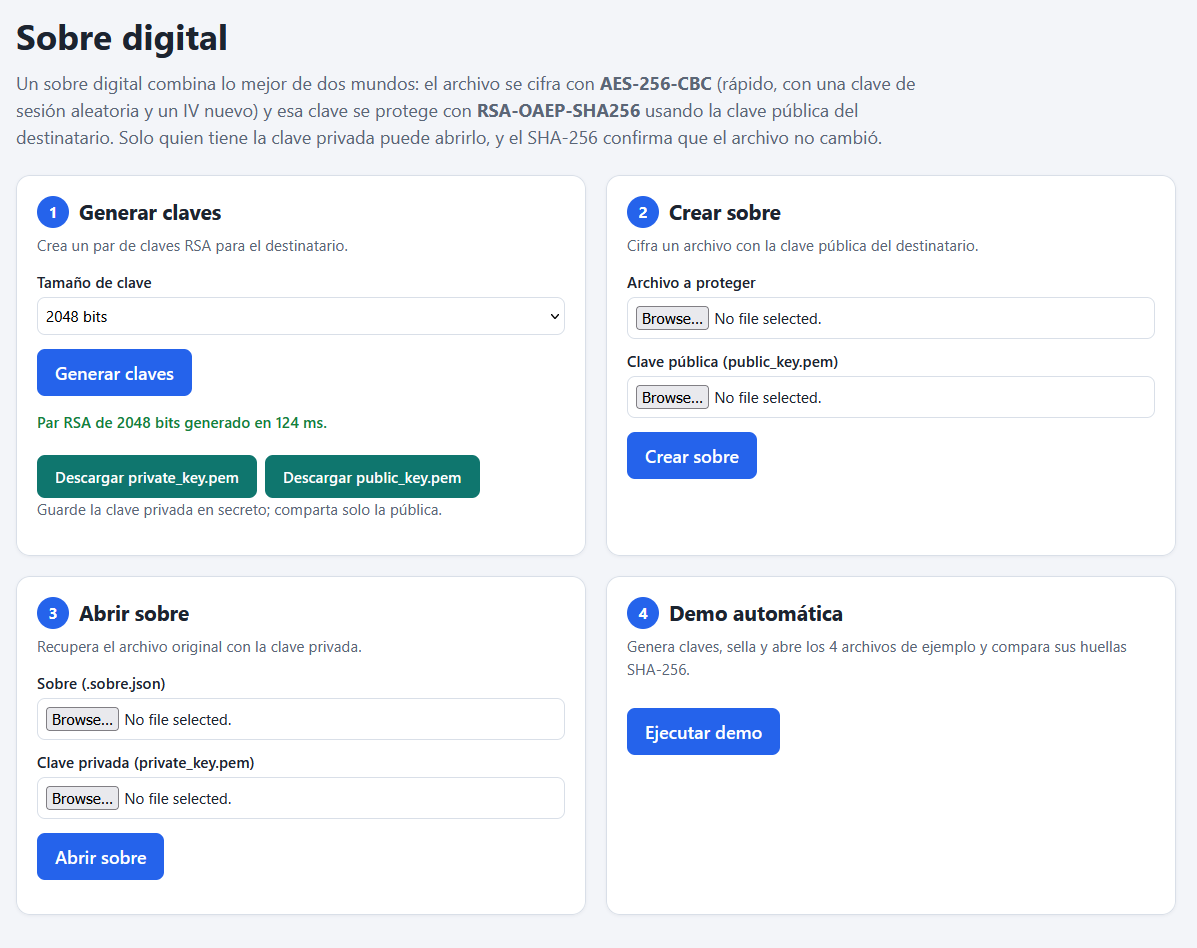 Sobre digital
Un sobre digital combina lo mejor de dos mundos: el archivo se cifra con AES-256-CBC (rápido, con una clave de
sesión aleatoria y un IV nuevo) y esa clave se protege con RSA-OAEP-SHA256 usando la clave pública del
destinatario. Solo quien tiene la clave privada puede abrirlo, y el SHA-256 confirma que el archivo no cambió.
1 Generar claves
Crea un par de claves RSA para el destinatario.
Tamaño de clave
2048 bits
Generar claves
Par RSA de 2048 bits generado en 124 ms.
Descargar private_key.pem Descargar public_key.pem
Guarde la clave privada en secreto; comparta solo la pública.
2 Crear sobre
Cifra un archivo con la clave pública del destinatario.
Archivo a proteger
Browse... No file selected.
Clave pública (public_key.pem)
Browse... No file selected.
Crear sobre
3 Abrir sobre
Recupera el archivo original con la clave privada.
Sobre (.sobre.json)
Browse... No file selected.
Clave privada (private_key.pem)
Browse... No file selected.
Abrir sobre
4 Demo automática
Genera claves, sella y abre los 4 archivos de ejemplo y compara sus huellas
SHA-256.
Ejecutar demo